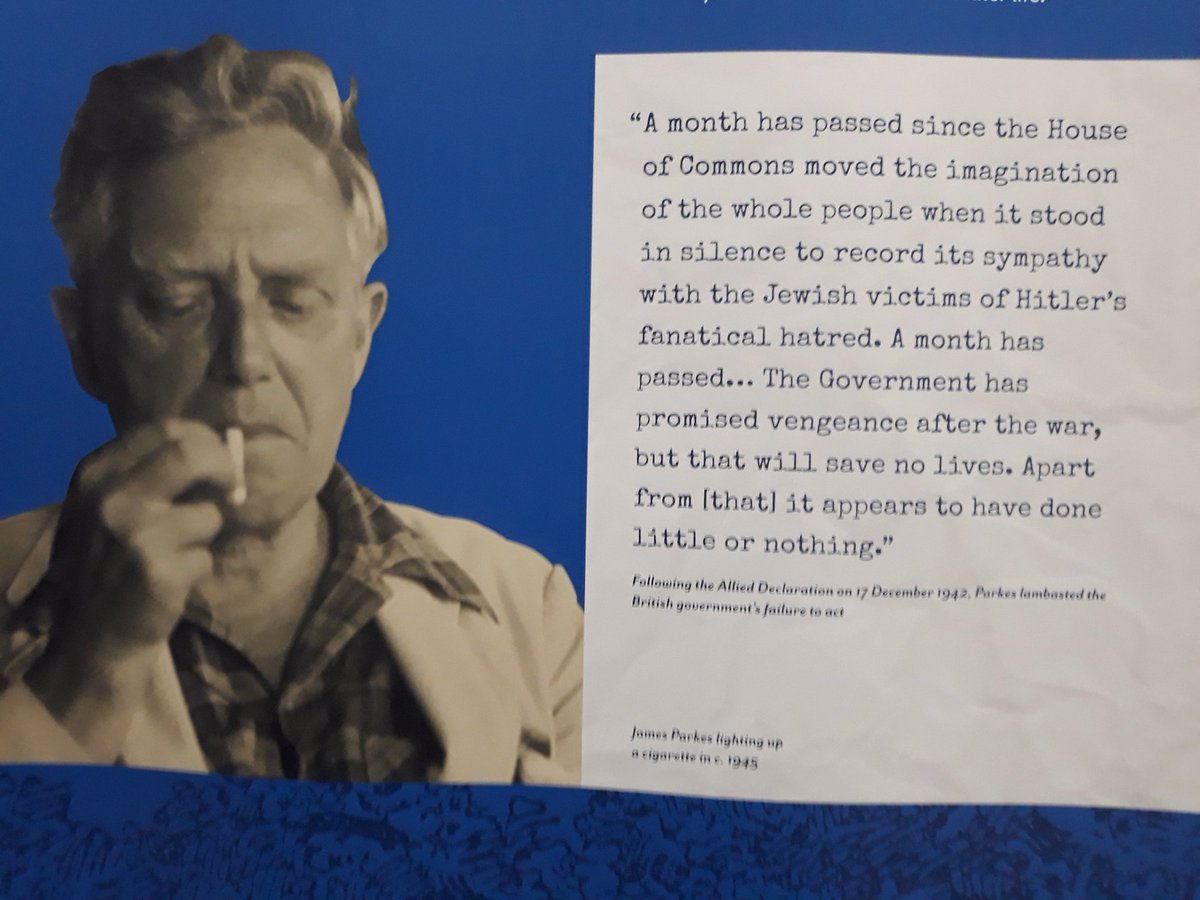 “A month has passed since the House
of Commons moved the imagination
of the whole people when it stood
in silence to record its sympathy
with the Jewish victims of Hitler’s
fanatical hatred. A month has
passed... The Government has
promised vengeance after the war,
but that will save no lives. Apart
from [that] it appears to have done
little or nothing.”
Following the Allied Declaration on 17 December 1942, Parkes lambasted the
British government’s failure to act
James Parkes lighting up
a cigarette in c. 1945